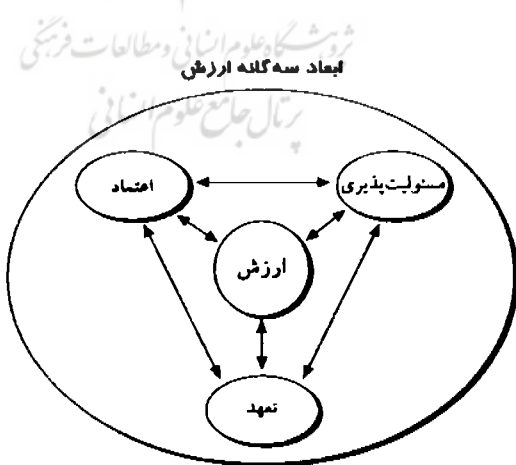 پژوهشگاه علوم انسانی و مطالعات فرهنگی
ابعاد سه‌گانه ارزش
پرتال جامع علوم انسانی
مسئولیت‌پذیری
اعتماد
ارزش
تعهد